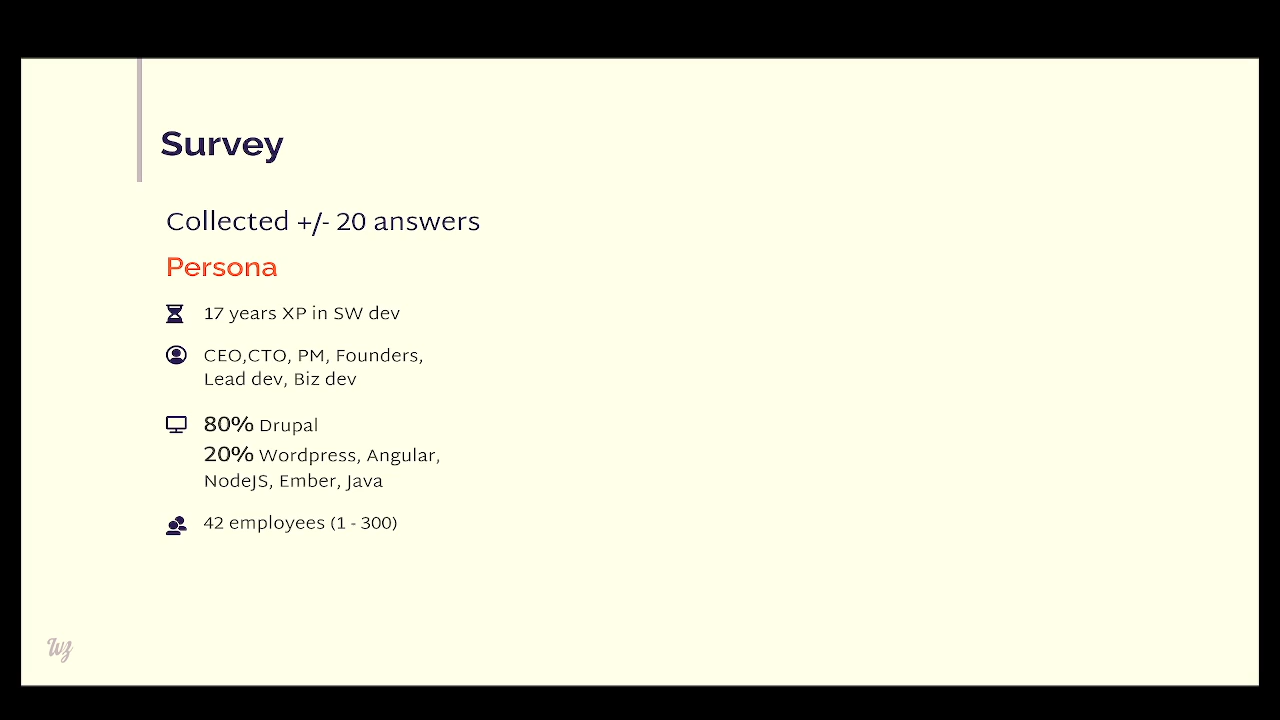 Survey
Collected +/- 20 answers
Persona
17 years XP in SW dev
CEO,CTO, PM, Founders,
Lead dev, Biz dev
80% Drupal
20% Wordpress, Angular,
NodeJS, Ember, Java
42 employees (1 - 300)